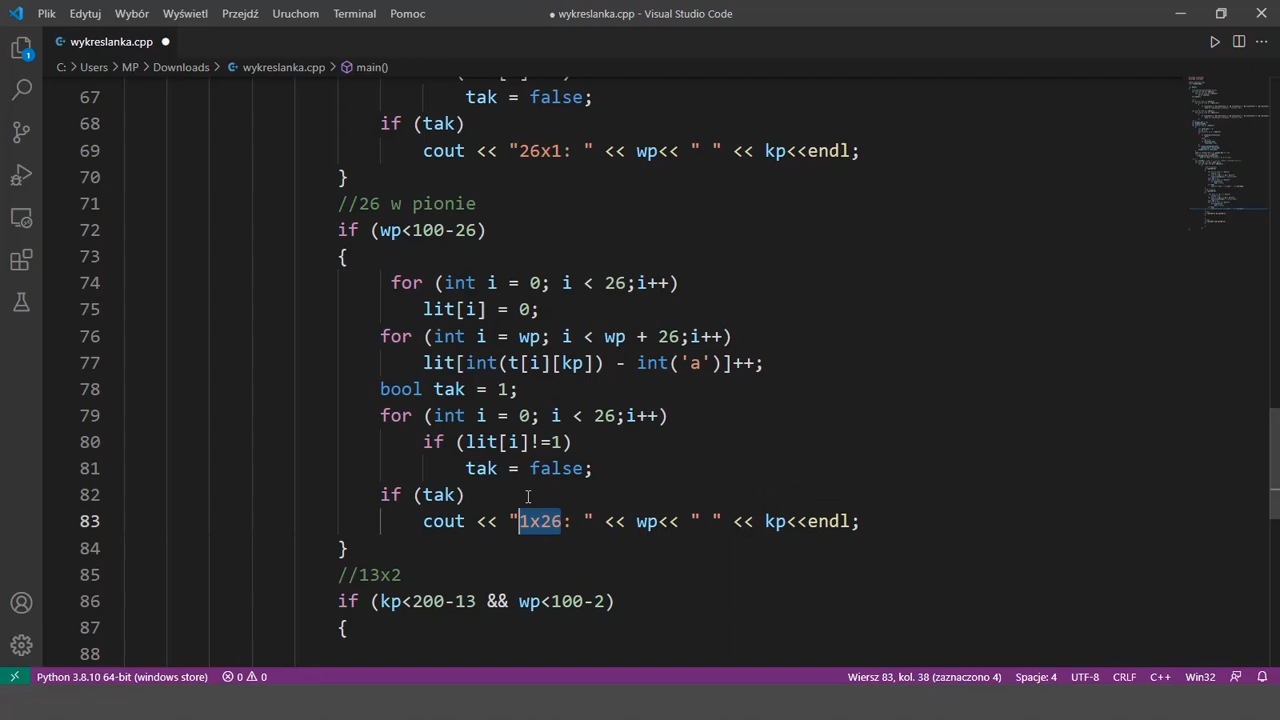 Plik Edytuj Wybór Wyświetl Przejdź Uruchom Terminal Pomoc ● wykreslanka.cpp - Visual Studio Code
wykreslanka.cpp ●
C: > Users > MP > Downloads > wykreslanka.cpp > main()
67 tak = false;
68 if (tak)
69 cout << "26x1: " << wp<< " " << kp<<endl;
70 }
71 //26 w pionie
72 if (wp<100-26)
73 {
74 for (int i = 0; i < 26;i++)
75 lit[i] = 0;
76 for (int i = wp; i < wp + 26;i++)
77 lit[int(t[i][kp]) - int('a')]++;
78 bool tak = 1;
79 for (int i = 0; i < 26;i++)
80 if (lit[i]!=1)
81 tak = false;
82 if (tak)
83 cout << "1x26: " << wp<< " " << kp<<endl;
84 }
85 //13x2
86 if (kp<200-13 && wp<100-2)
87 {
88
1
Python 3.8.10 64-bit (windows store) 0 0 Wiersz 83, kol. 38 (zaznaczono 4) Spacje: 4 UTF-8 CRLF C++ Win32